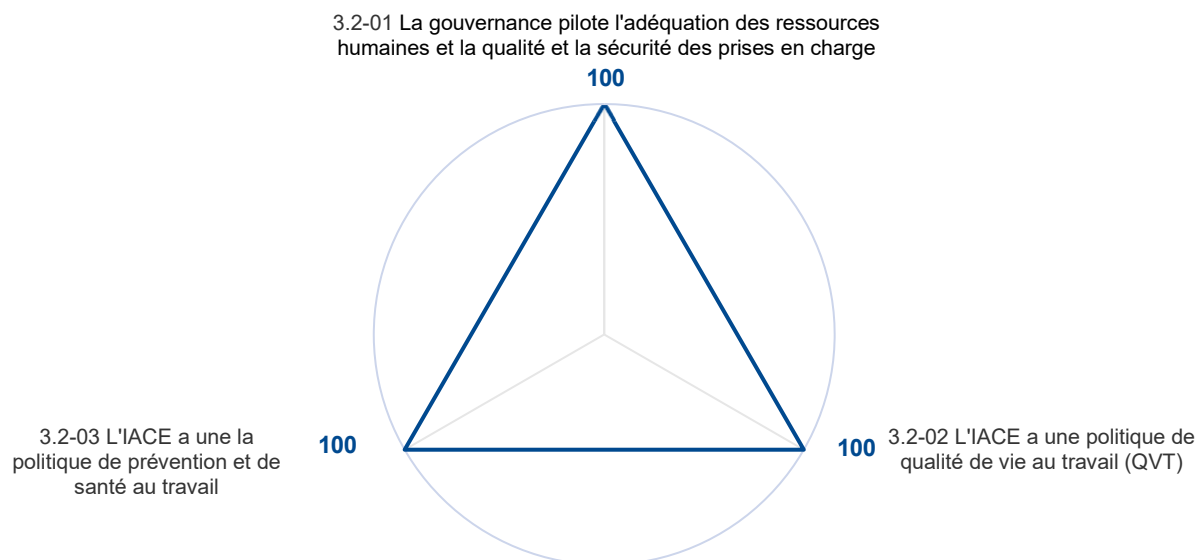 3.2-01 La gouvernance pilote l'adéquation des ressources
humaines et la qualité et la sécurité des prises en charge
100
3.2-03 L'IACE a une la
politique de prévention et de
santé au travail
100
100
3.2-02 L'IACE a une politique de
qualité de vie au travail (QVT)